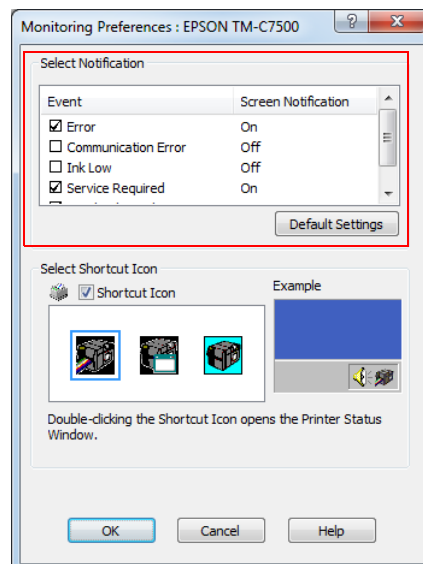 Monitoring Preferences : EPSON TM-C7500
Select Notification
Event Screen Notification
Error On
Communication Error Off
Ink Low Off
Service Required On
Default Settings
Select Shortcut Icon
Shortcut Icon
Example
Double-clicking the Shortcut Icon opens the Printer Status
Window.
OK Cancel Help